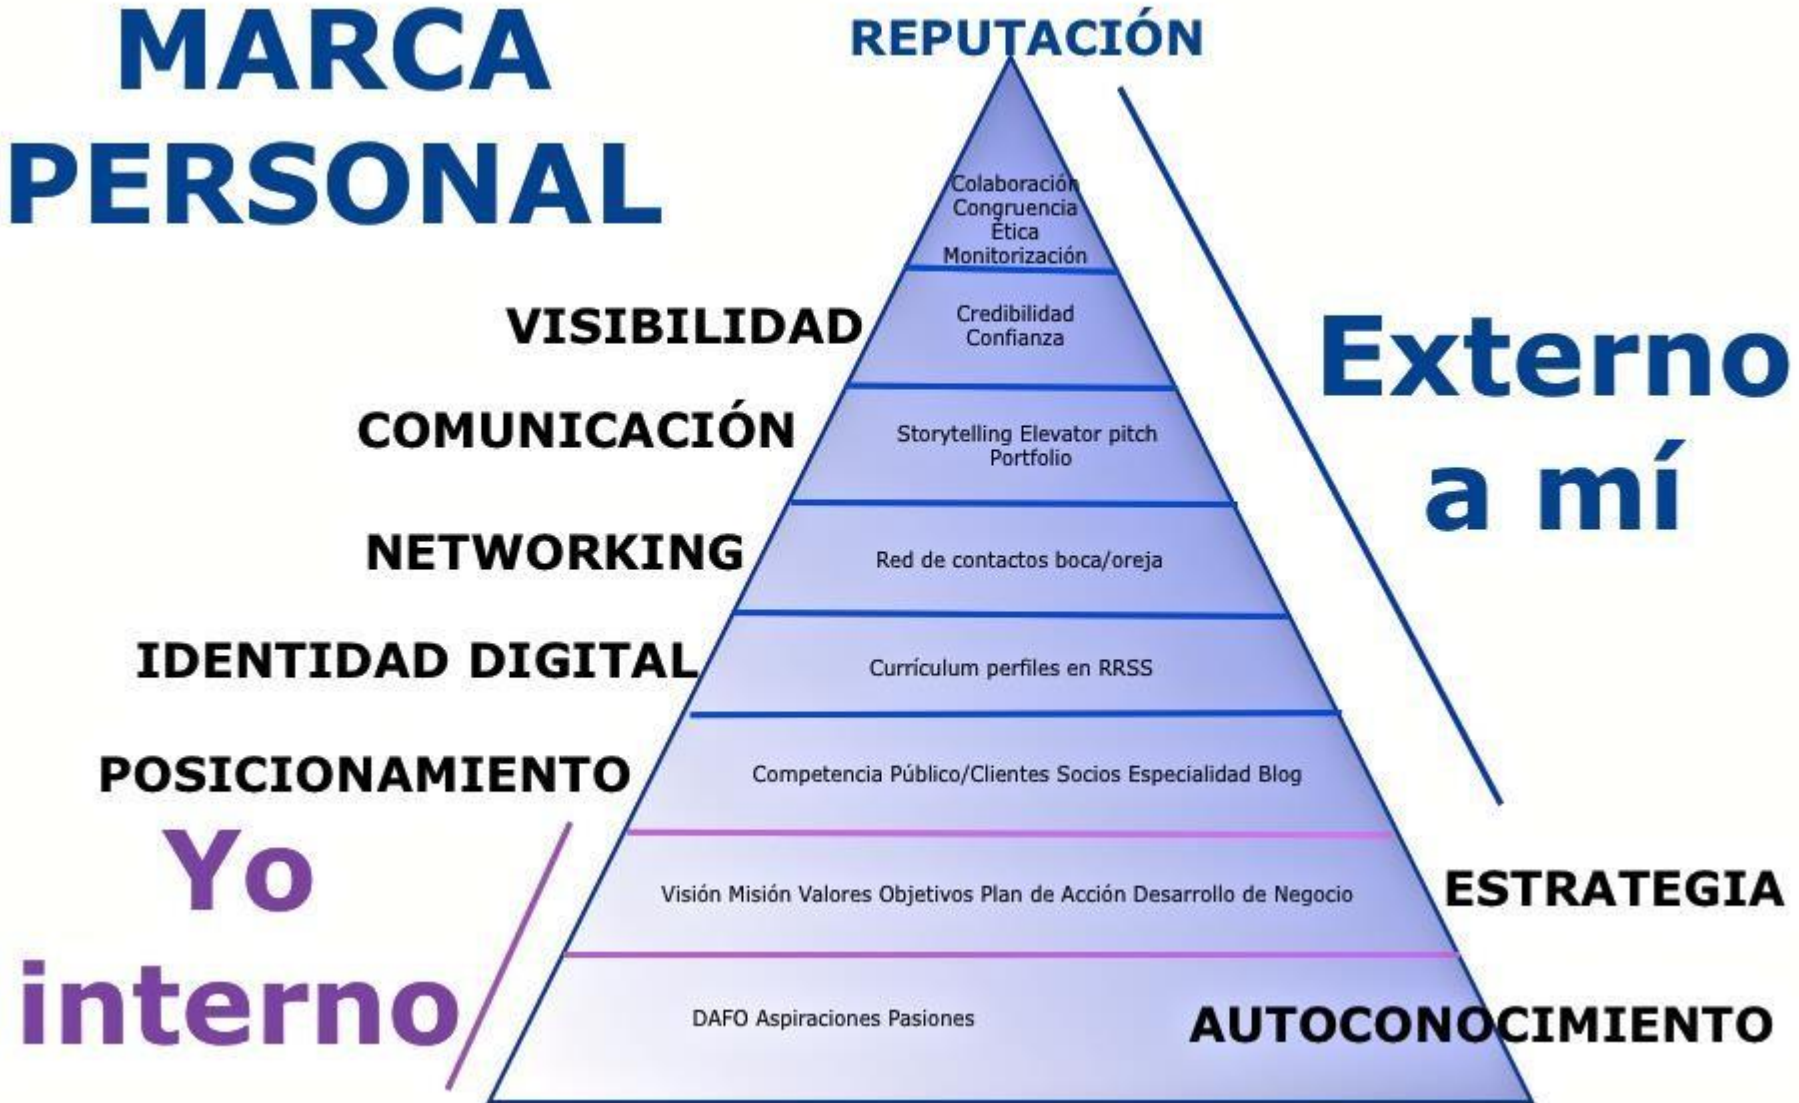 MARCA
PERSONAL
REPUTACIÓN
Colaboración
Congruencia
Ética
Monitorización
VISIBILIDAD
Credibilidad
Confianza
COMUNICACIÓN
Storytelling Elevator pitch
Portfolio
Externo
a mí
NETWORKING
Red de contactos boca/oreja
IDENTIDAD DIGITAL
Currículum perfiles en RRSS
POSICIONAMIENTO
Competencia Público/Clientes Socios Especialidad Blog
Yo
interno
Visión Misión Valores Objetivos Plan de Acción Desarrollo de Negocio
ESTRATEGIA
DAFO Aspiraciones Pasiones
AUTOCONOCIMIENTO